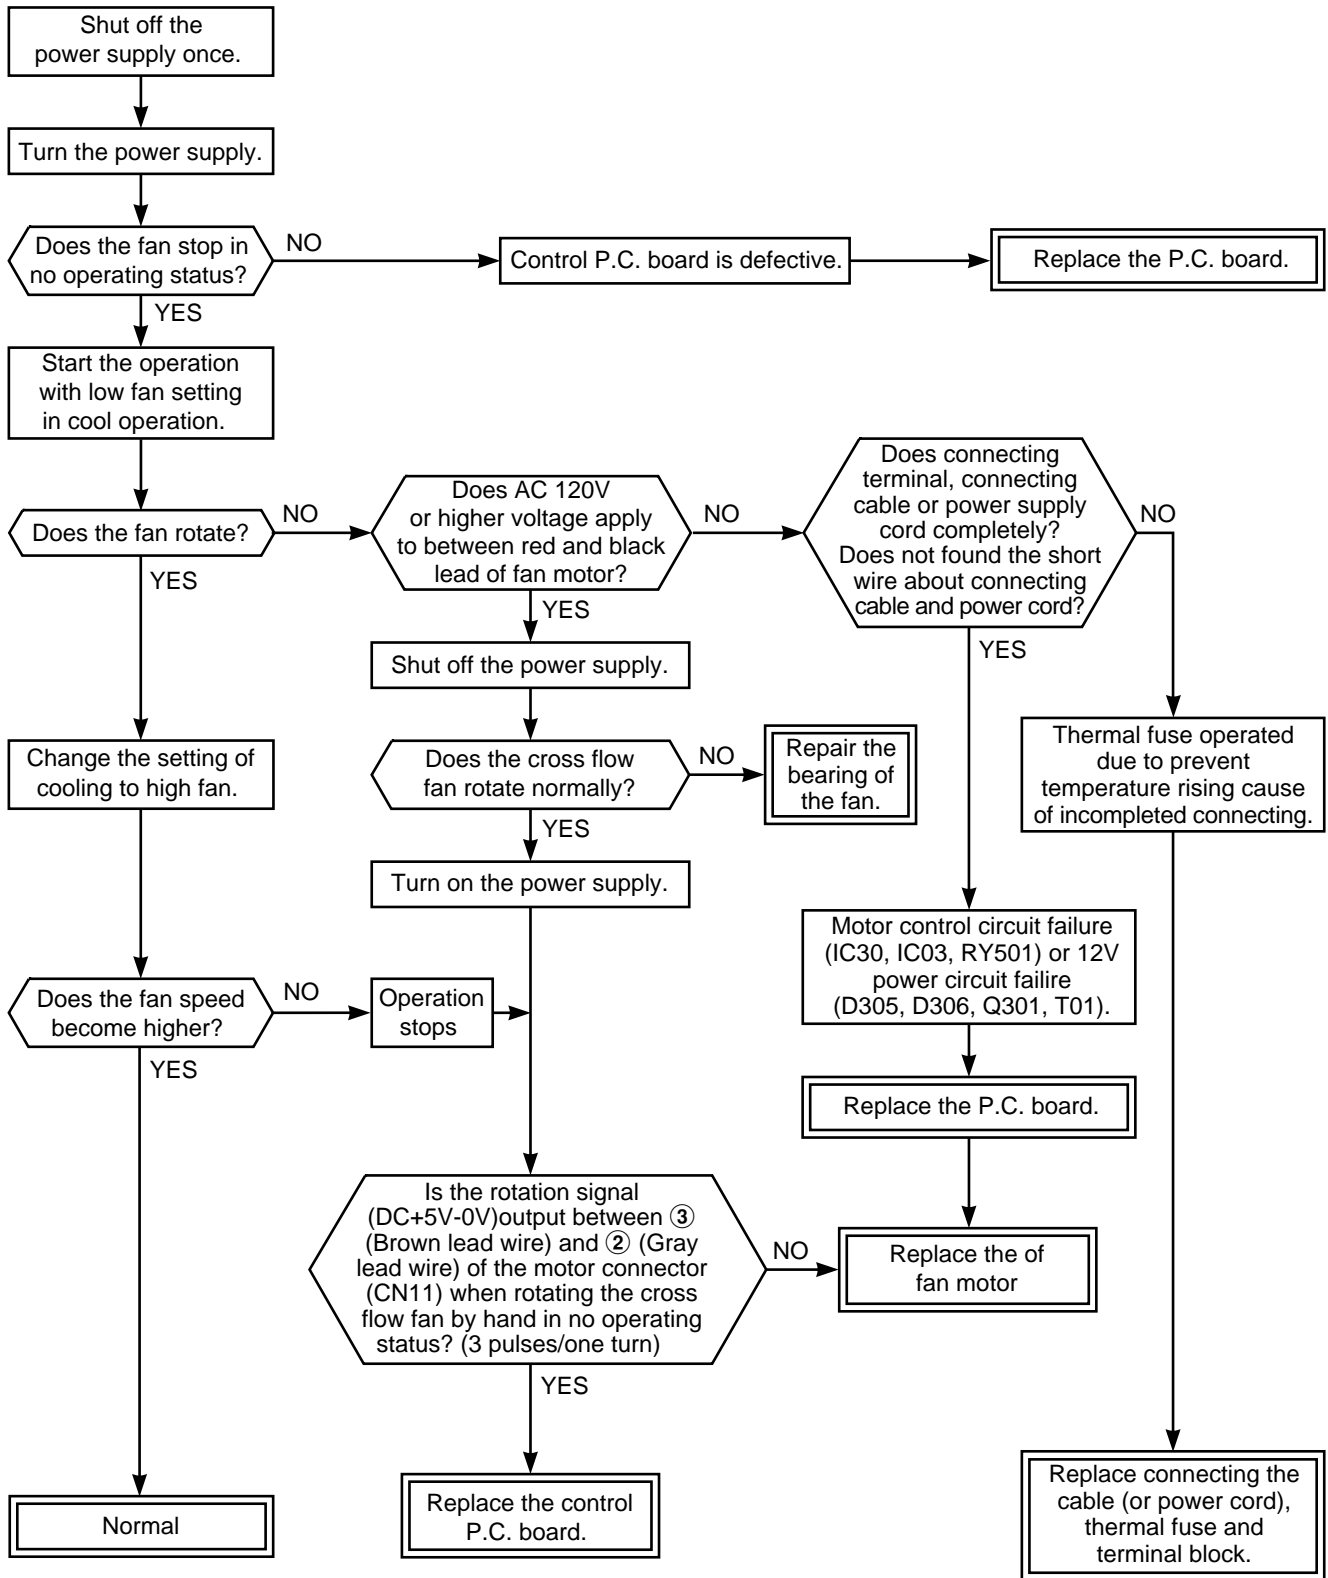 Shut off the
power supply once.
Turn the power supply.
Does the fan stop in
no operating status?
NO
Control P.C. board is defective.
Replace the P.C. board.
YES
Start the operation
with low fan setting
in cool operation.
Does the fan rotate?
NO
Does AC 120V
or higher voltage apply
to between red and black
lead of fan motor?
NO
Does connecting
terminal, connecting
cable or power supply
cord completely?
Does not found the short
wire about connecting
cable and power cord?
NO
YES
YES
YES
Shut off the power supply.
Change the setting of
cooling to high fan.
Does the cross flow
fan rotate normally?
NO
Repair the
bearing of
the fan.
Thermal fuse operated
due to prevent
temperature rising cause
of incompleted connecting.
YES
Turn on the power supply.
Motor control circuit failure
(IC30, IC03, RY501) or 12V
power circuit failire
(D305, D306, Q301, T01).
Does the fan speed
become higher?
NO
Operation
stops
YES
Replace the P.C. board.
Is the rotation signal
(DC+5V-0V)output between ③
(Brown lead wire) and ② (Gray
lead wire) of the motor connector
(CN11) when rotating the cross
flow fan by hand in no operating
status? (3 pulses/one turn)
NO
Replace the of
fan motor
YES
Normal
Replace the control
P.C. board.
Replace connecting the
cable (or power cord),
thermal fuse and
terminal block.